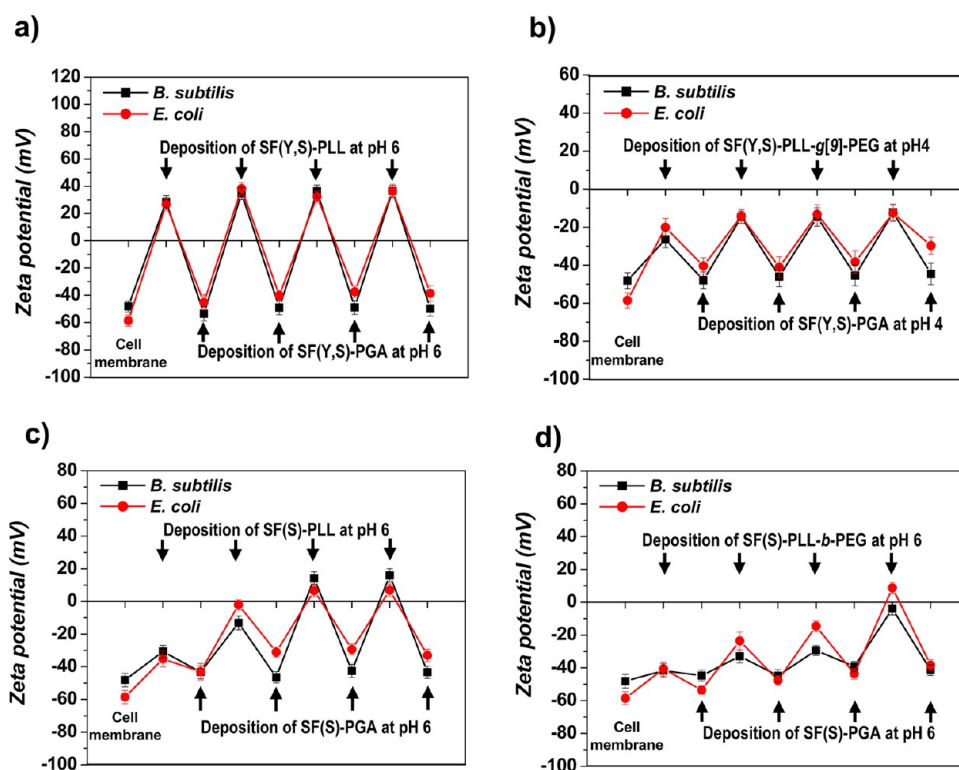 a)
Zeta potential (mV)
120
100
80
60
40
20
0
-20
-40
-60
-80
-100
B. subtilis
E. coli
Deposition of SF(Y,S)-PLL at pH 6
Cell
membrane
Deposition of SF(Y,S)-PGA at pH 6
b)
Zeta potential (mV)
60
40
20
0
-20
-40
-60
-80
-100
B. subtilis
E. coli
Deposition of SF(Y,S)-PLL-g[9]-PEG at pH4
Cell
membrane
Deposition of SF(Y,S)-PGA at pH 4
c)
Zeta potential (mV)
80
60
40
20
0
-20
-40
-60
-80
-100
B. subtilis
E. coli
Deposition of SF(S)-PLL at pH 6
Cell
membrane
Deposition of SF(S)-PGA at pH 6
d)
Zeta potential (mV)
80
60
40
20
0
-20
-40
-60
-80
-100
B. subtilis
E. coli
Deposition of SF(S)-PLL-b-PEG at pH 6
Cell
membrane
Deposition of SF(S)-PGA at pH 6